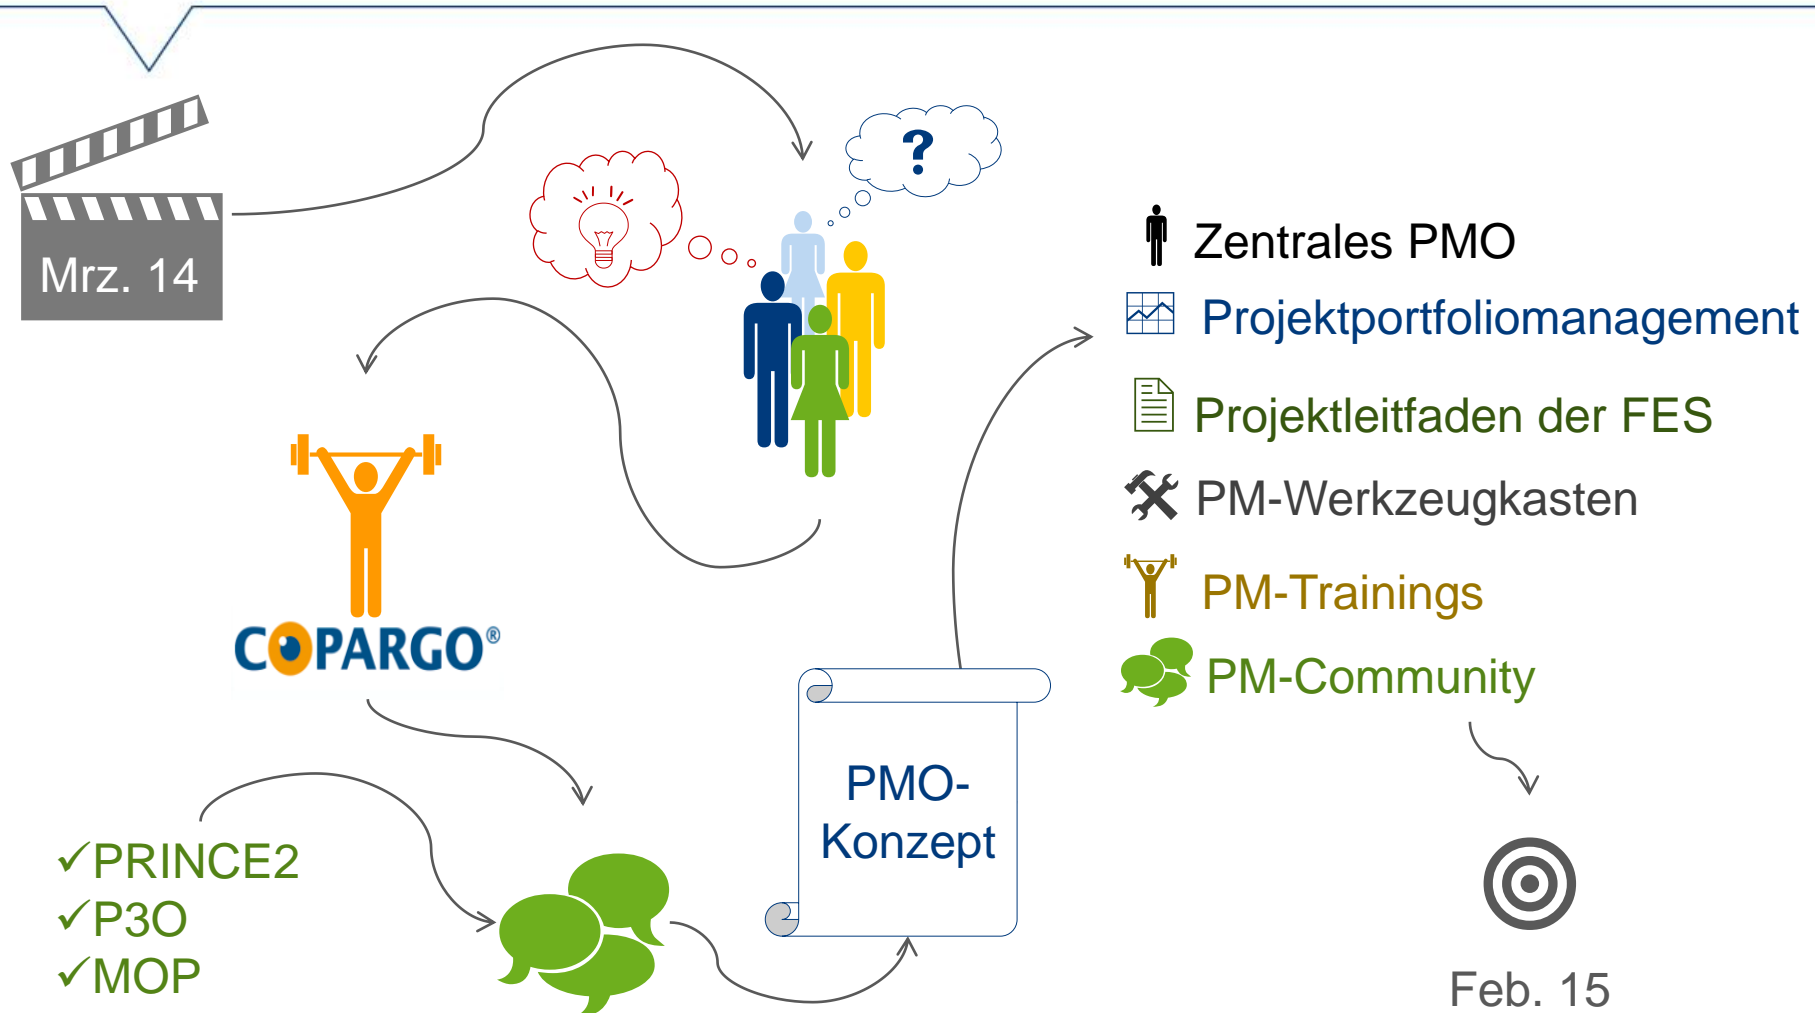 Mrz. 14
?
Zentrales PMO
Projektportfoliomanagement
Projektleitfaden der FES
PM-Werkzeugkasten
PM-Trainings
PM-Community
COPARGO®
PMO-
Konzept
✓PRINCE2
✓P3O
✓MOP
Feb. 15